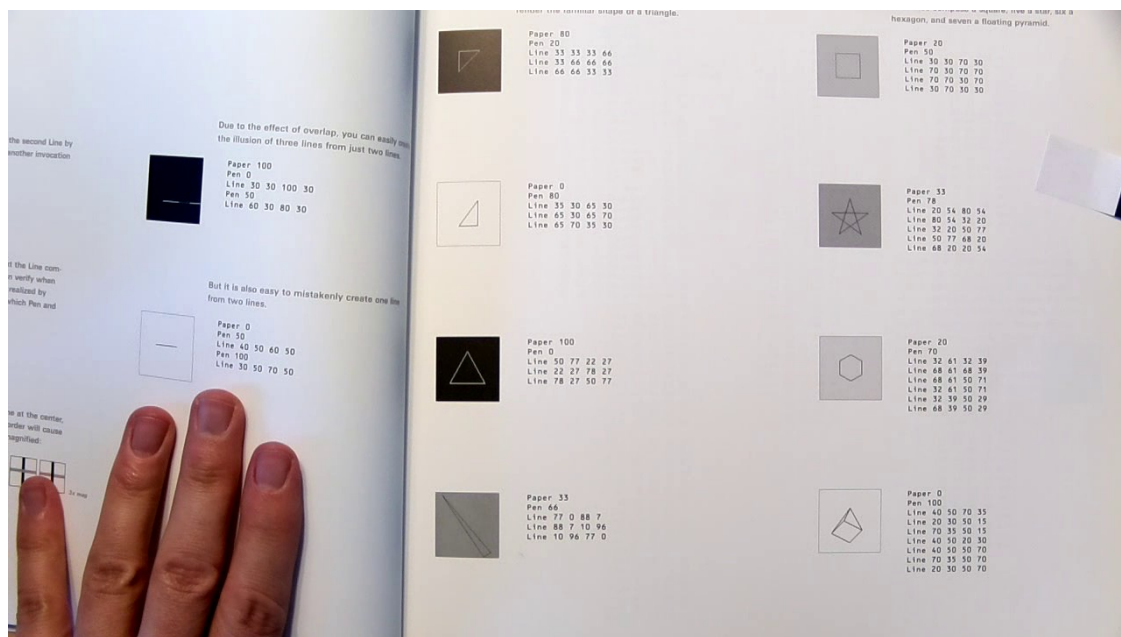 the second Line by
another invocation
Due to the effect of overlap, you can easily
the illusion of three lines from just two lines.
Paper 100
Pen 0
Line 30 30 100 30
Pen 50
Line 60 30 80 30
t the Line com-
n verify when
realized by
which Pen and
But it is also easy to mistakenly create one line
from two lines.
Paper 0
Pen 50
Line 40 50 60 50
Pen 100
Line 30 50 70 50
ne at the center,
order will cause
magnified:
render the familiar shape of a triangle.
Paper 80
Pen 20
Line 33 33 33 66
Line 33 66 66 66
Line 66 66 33 33
Paper 0
Pen 80
Line 35 30 65 30
Line 65 30 65 70
Line 65 70 35 30
Paper 100
Pen 0
Line 50 77 22 27
Line 22 27 78 27
Line 78 27 50 77
Paper 33
Pen 66
Line 77 0 88 7
Line 88 7 10 96
Line 10 96 77 0
a square, five a star, six a
hexagon, and seven a floating pyramid.
Paper 20
Pen 50
Line 30 30 70 30
Line 70 30 70 70
Line 70 70 30 70
Line 30 70 30 30
Paper 33
Pen 78
Line 20 54 80 54
Line 80 54 32 20
Line 32 20 50 77
Line 50 77 68 20
Line 68 20 20 54
Paper 20
Pen 70
Line 32 61 32 39
Line 68 61 68 39
Line 68 61 50 71
Line 32 61 50 71
Line 32 39 50 29
Line 68 39 50 29
Paper 0
Pen 100
Line 40 50 70 35
Line 20 30 50 15
Line 70 35 50 15
Line 40 50 20 30
Line 40 50 50 70
Line 70 35 50 70
Line 20 30 50 70